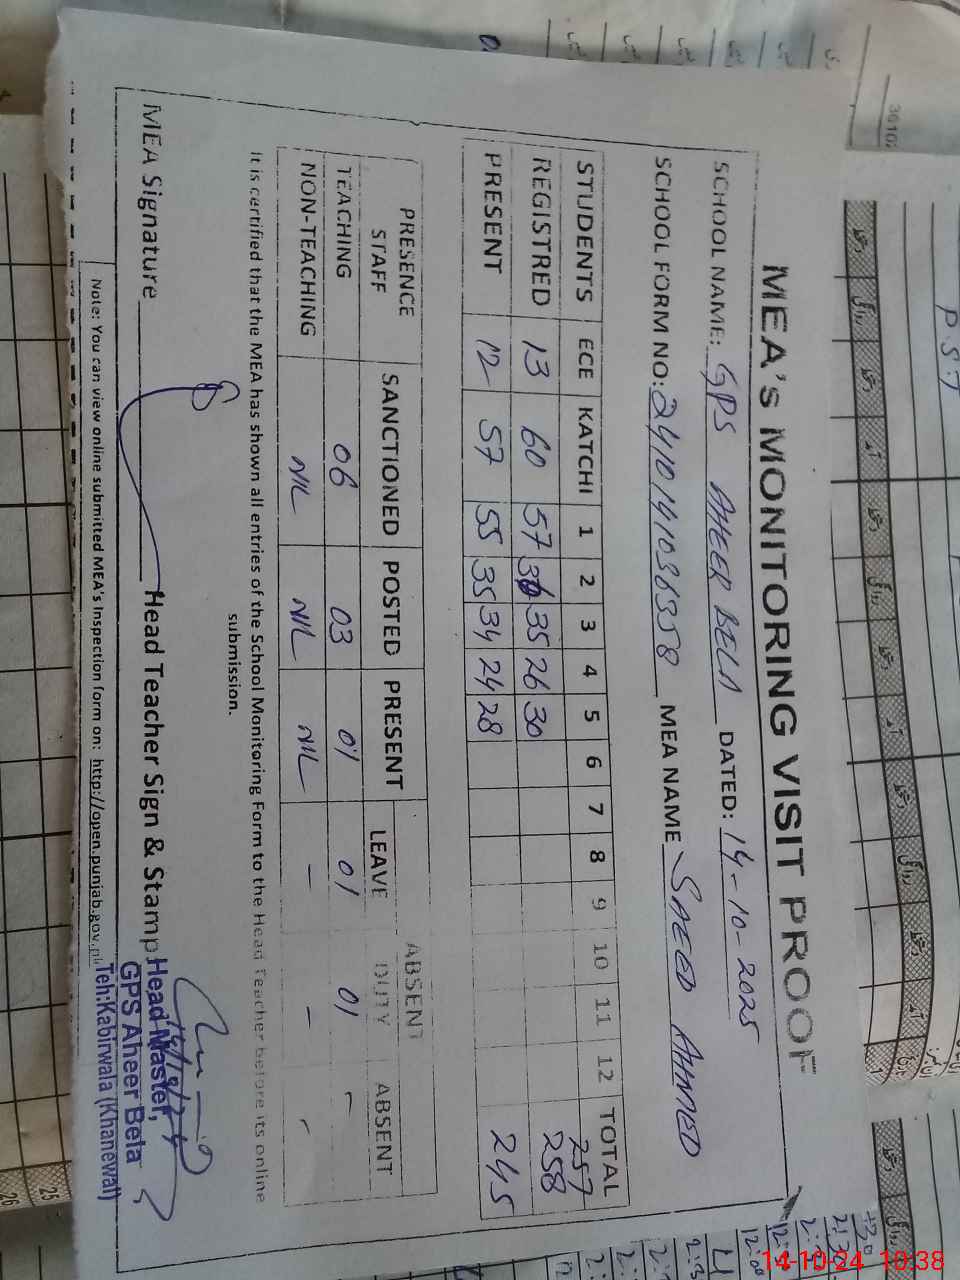 MEA's MONITORING VISIT PROOF
SCHOOL NAME: GPS AHEER BELA DATED: 14-10-2025
SCHOOL FORM NO: MEA NAME SAEED AHMED
STUDENTS ECE KATCHI 1 2 3 4 5 6 7 8 9 10 11 12 TOTAL
257
REGISTRED 13 60 57 36 35 26 30 258
PRESENT 12 57 55 35 34 24 28 245
PRESENCE STAFF SANCTIONED POSTED PRESENT ABSENT
LEAVE DUTY ABSENT
TEACHING 06 03 01 01 01 -
NON-TEACHING NIL NIL NIL - - -
It is certified that the MEA has shown all entries of the School Monitoring Form to the Head Teacher before its online
submission.
MEA Signature Head Teacher Sign & Stamp
Head Master,
GPS Aheer Bela
Teh:Kabirwala (Khanewal)
Note: You can view online submitted MEA's Inspection form on: http://open.punjab.gov.pk
P.S.T
26
25
14-10-24 10:38